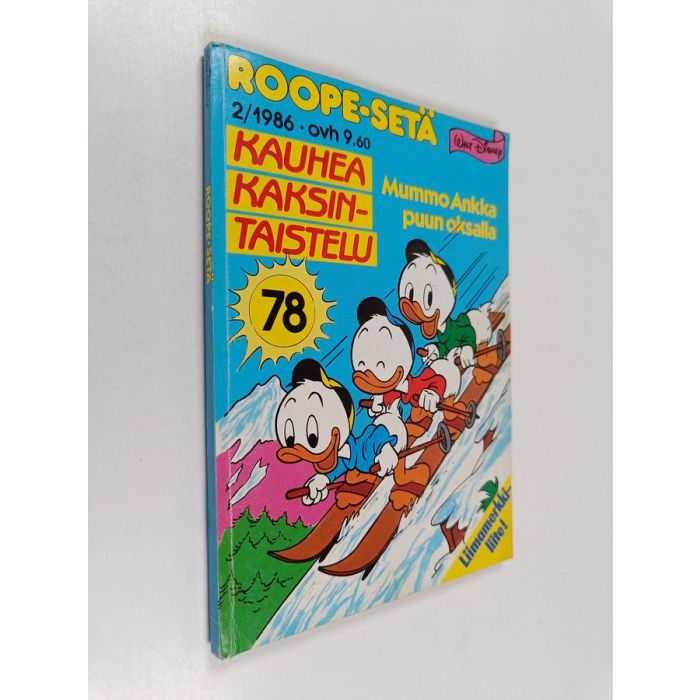 ROOPE-SETÄ
2/1986 · ovh 9.60
WALT DISNEY
KAUHEA
KAKSIN-
TAISTELU
Mummo Ankka
puun oksalla
78
Liimamerkki-
liite!
ROOPE-SETÄ